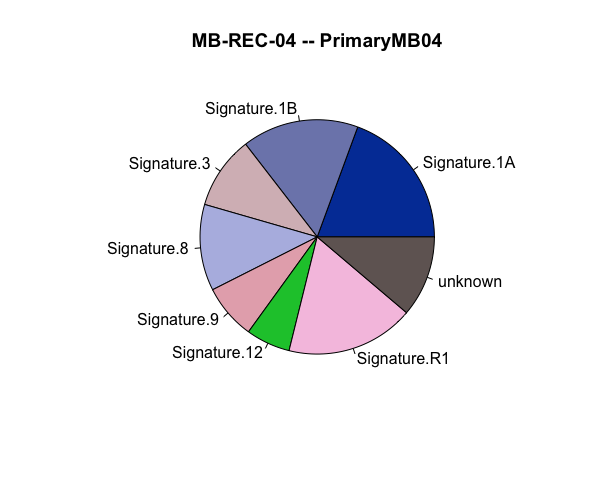 MB-REC-04 -- PrimaryMB04
Signature.1B
Signature.1A
Signature.3
Signature.8
unknown
Signature.9
Signature.12
Signature.R1